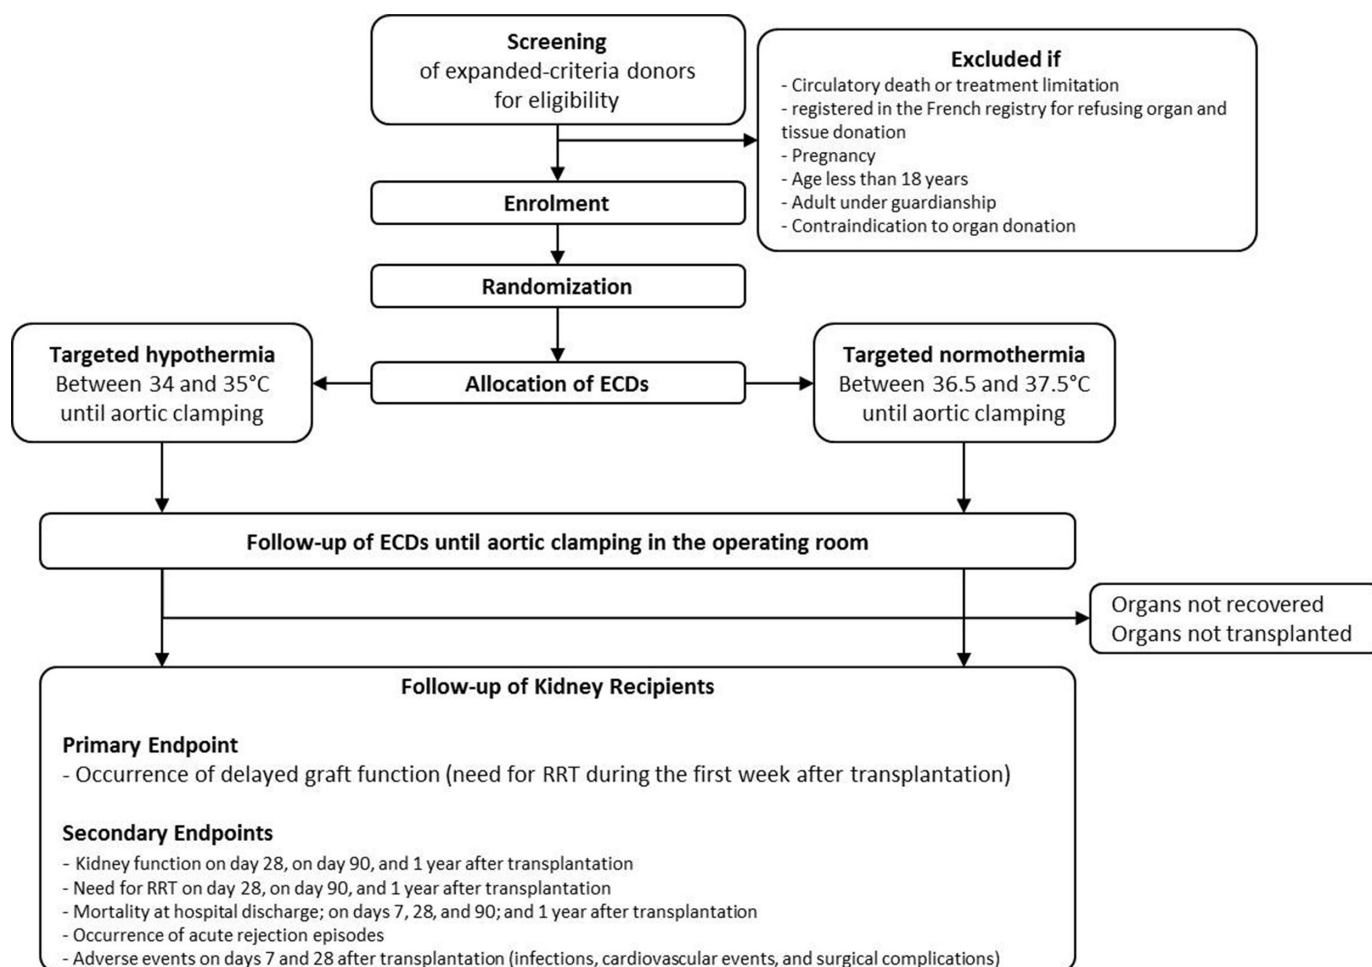 Screening
of expanded-criteria donors
for eligibility
Excluded if
- Circulatory death or treatment limitation
- registered in the French registry for refusing organ and
tissue donation
- Pregnancy
- Age less than 18 years
- Adult under guardianship
- Contraindication to organ donation
Enrolment
Randomization
Targeted hypothermia
Between 34 and 35°C
until aortic clamping
Allocation of ECDs
Targeted normothermia
Between 36.5 and 37.5°C
until aortic clamping
Follow-up of ECDs until aortic clamping in the operating room
Organs not recovered
Organs not transplanted
Follow-up of Kidney Recipients
Primary Endpoint
- Occurrence of delayed graft function (need for RRT during the first week after transplantation)
Secondary Endpoints
- Kidney function on day 28, on day 90, and 1 year after transplantation
- Need for RRT on day 28, on day 90, and 1 year after transplantation
- Mortality at hospital discharge; on days 7, 28, and 90; and 1 year after transplantation
- Occurrence of acute rejection episodes
- Adverse events on days 7 and 28 after transplantation (infections, cardiovascular events, and surgical complications)